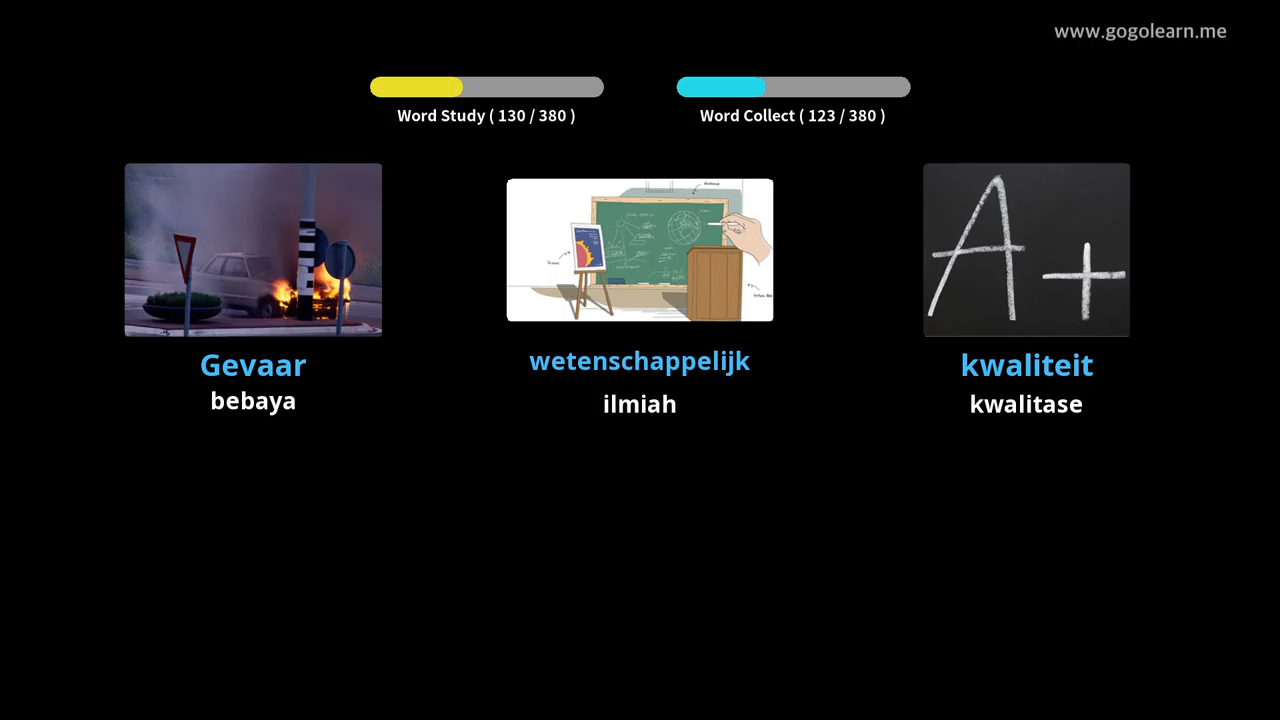 www.gogolearn.me
Word Study ( 130 / 380 )
Word Collect ( 123 / 380 )
A+
Gevaar
bebaya
wetenschappelijk
ilmiah
kwaliteit
kwalitase